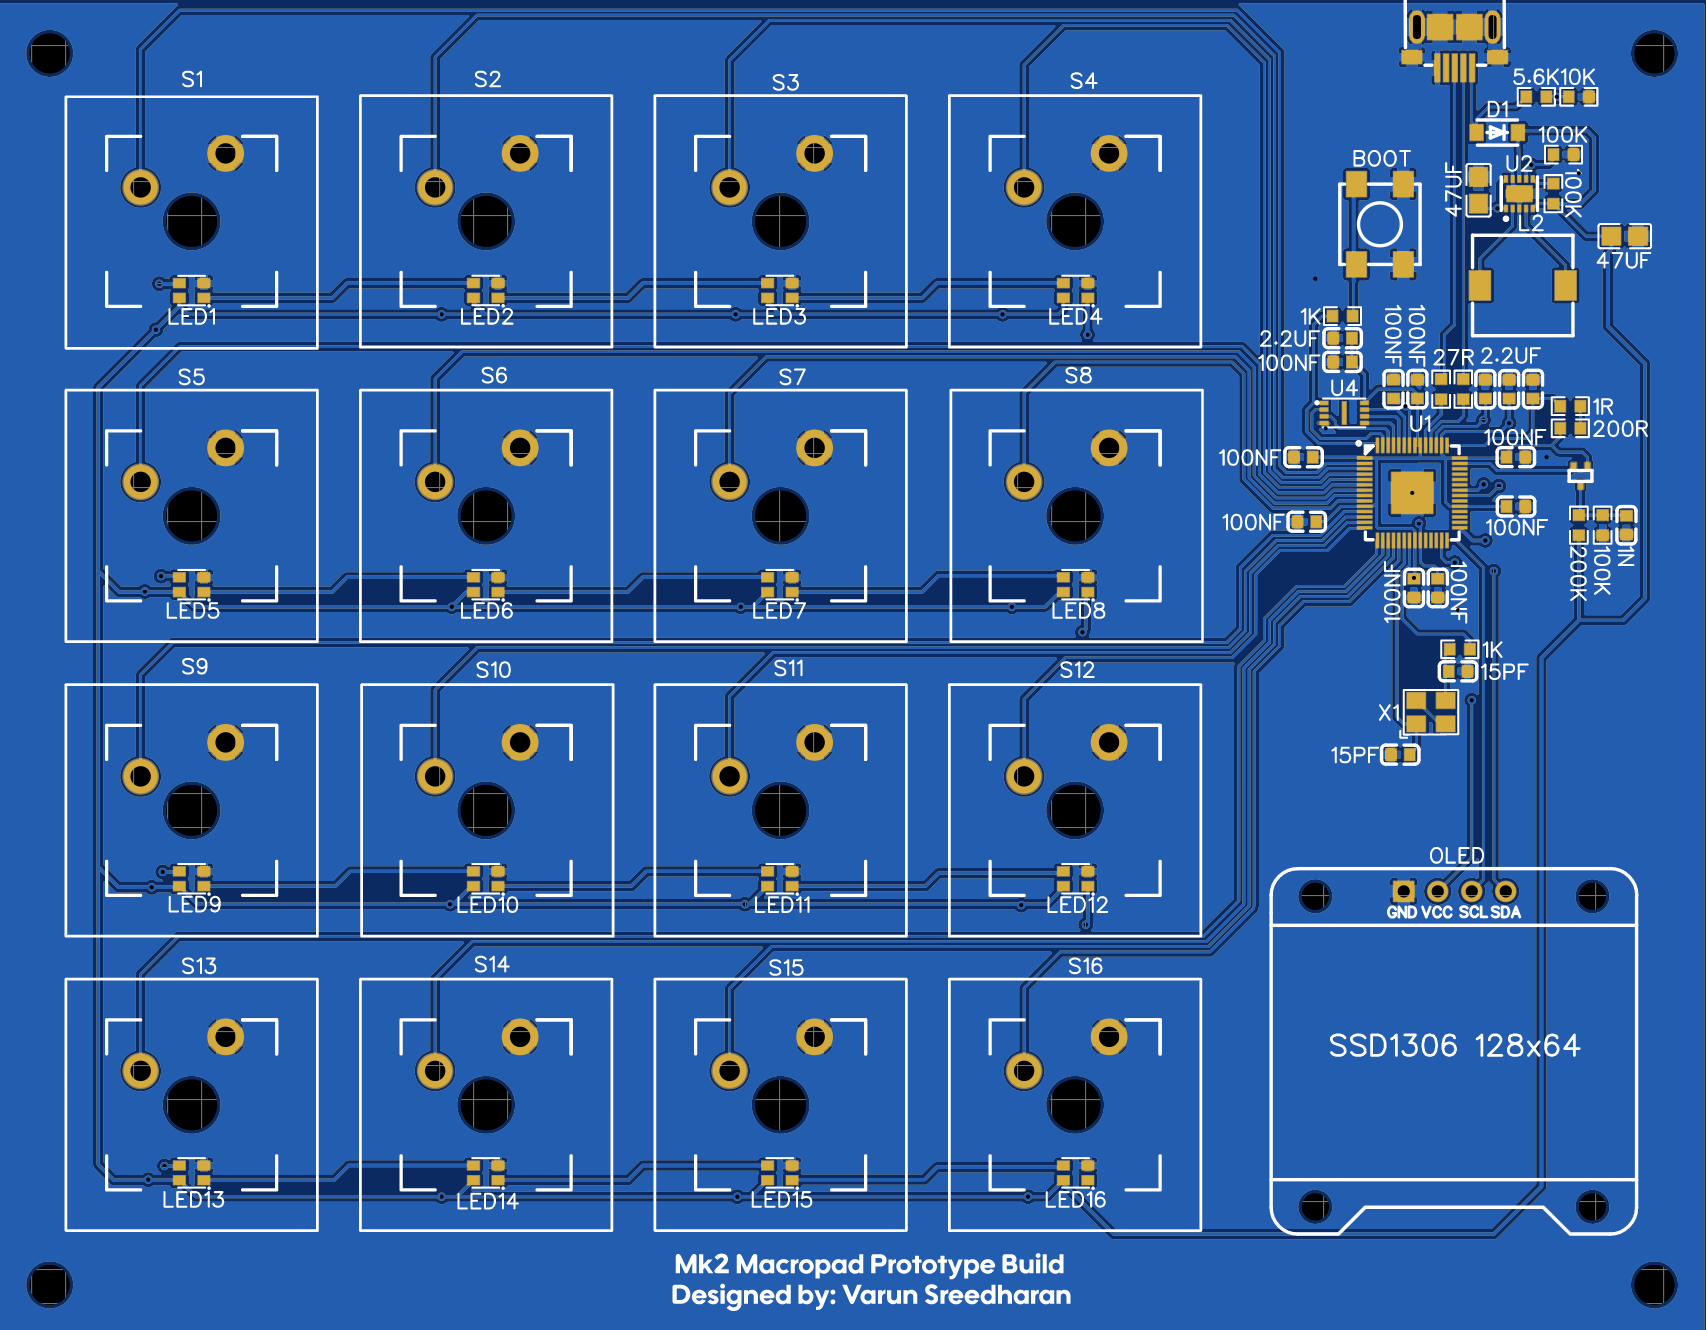 S1
S2
S3
S4
LED1
LED2
LED3
LED4
S5
S6
S7
S8
LED5
LED6
LED7
LED8
S9
S10
S11
S12
LED9
LED10
LED11
LED12
S13
S14
S15
S16
LED13
LED14
LED15
LED16
5.6K 10K
D1
100K
BOOT
U2
47UF
100K
L2
47UF
1K
2.2UF
100NF
100NF
100NF
27R
2.2UF
U4
1R
200R
U1
100NF
100NF
100NF
100NF
200K
100K
1N
100NF
100NF
1K
15PF
X1
15PF
OLED
GND VCC SCL SDA
SSD1306 128x64
Mk2 Macropad Prototype Build
Designed by: Varun Sreedharan